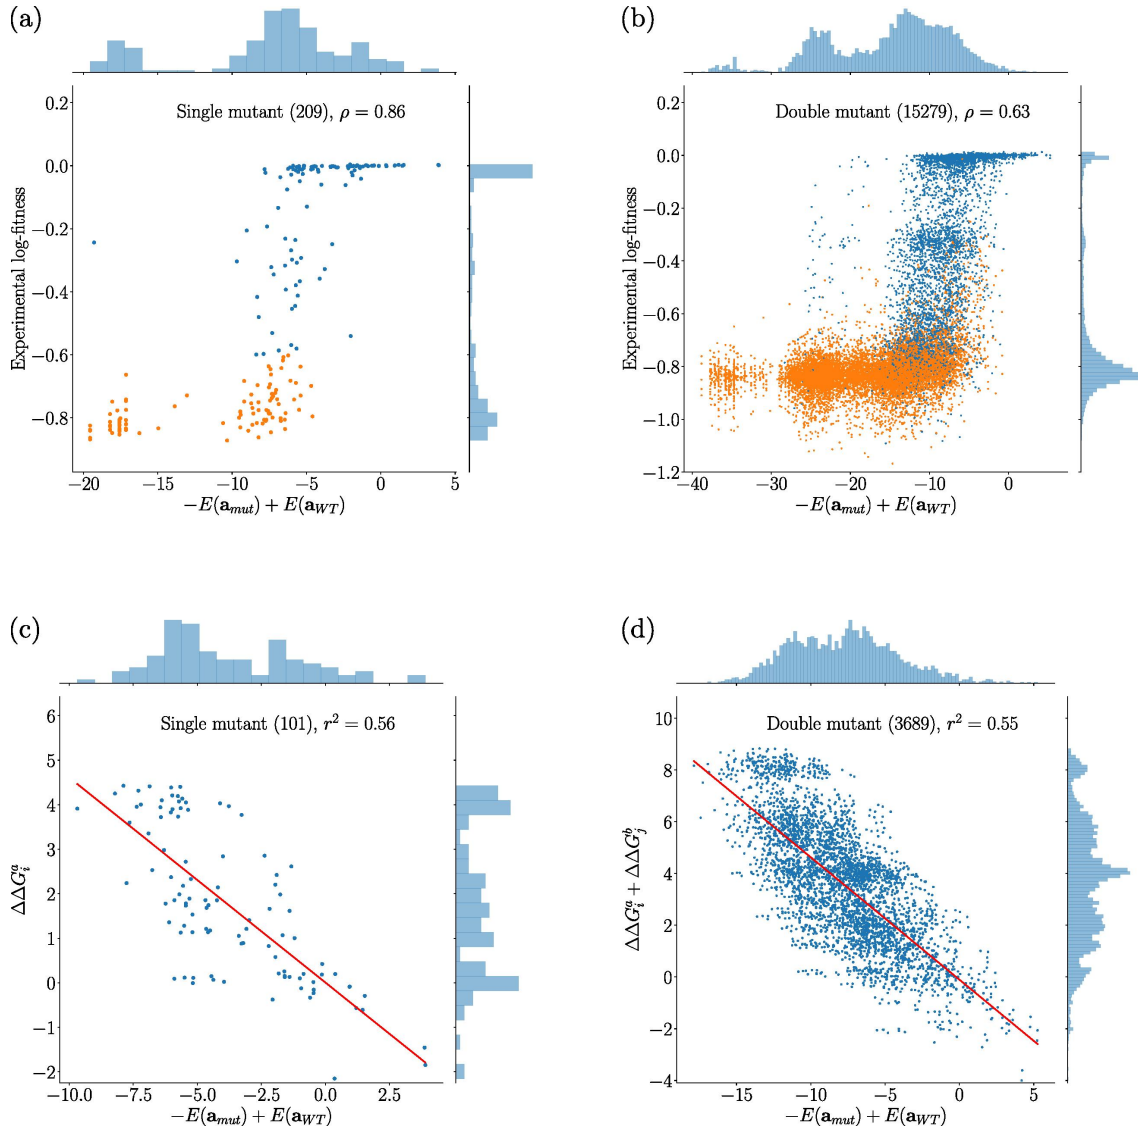 (a)
Single mutant (209), ρ = 0.86
Experimental log-fitness
0.2
0.0
−0.2
−0.4
−0.6
−0.8
−20 −15 −10 −5 0 5
−E(a_mut) + E(a_WT)
(b)
Double mutant (15279), ρ = 0.63
Experimental log-fitness
0.2
0.0
−0.2
−0.4
−0.6
−0.8
−1.0
−1.2
−40 −30 −20 −10 0
−E(a_mut) + E(a_WT)
(c)
Single mutant (101), r² = 0.56
ΔΔG_i^a
6
5
4
3
2
1
0
−1
−2
−10.0 −7.5 −5.0 −2.5 0.0 2.5
−E(a_mut) + E(a_WT)
(d)
Double mutant (3689), r² = 0.55
ΔΔG_i^a + ΔΔG_j^b
10
8
6
4
2
0
−2
−4
−15 −10 −5 0 5
−E(a_mut) + E(a_WT)